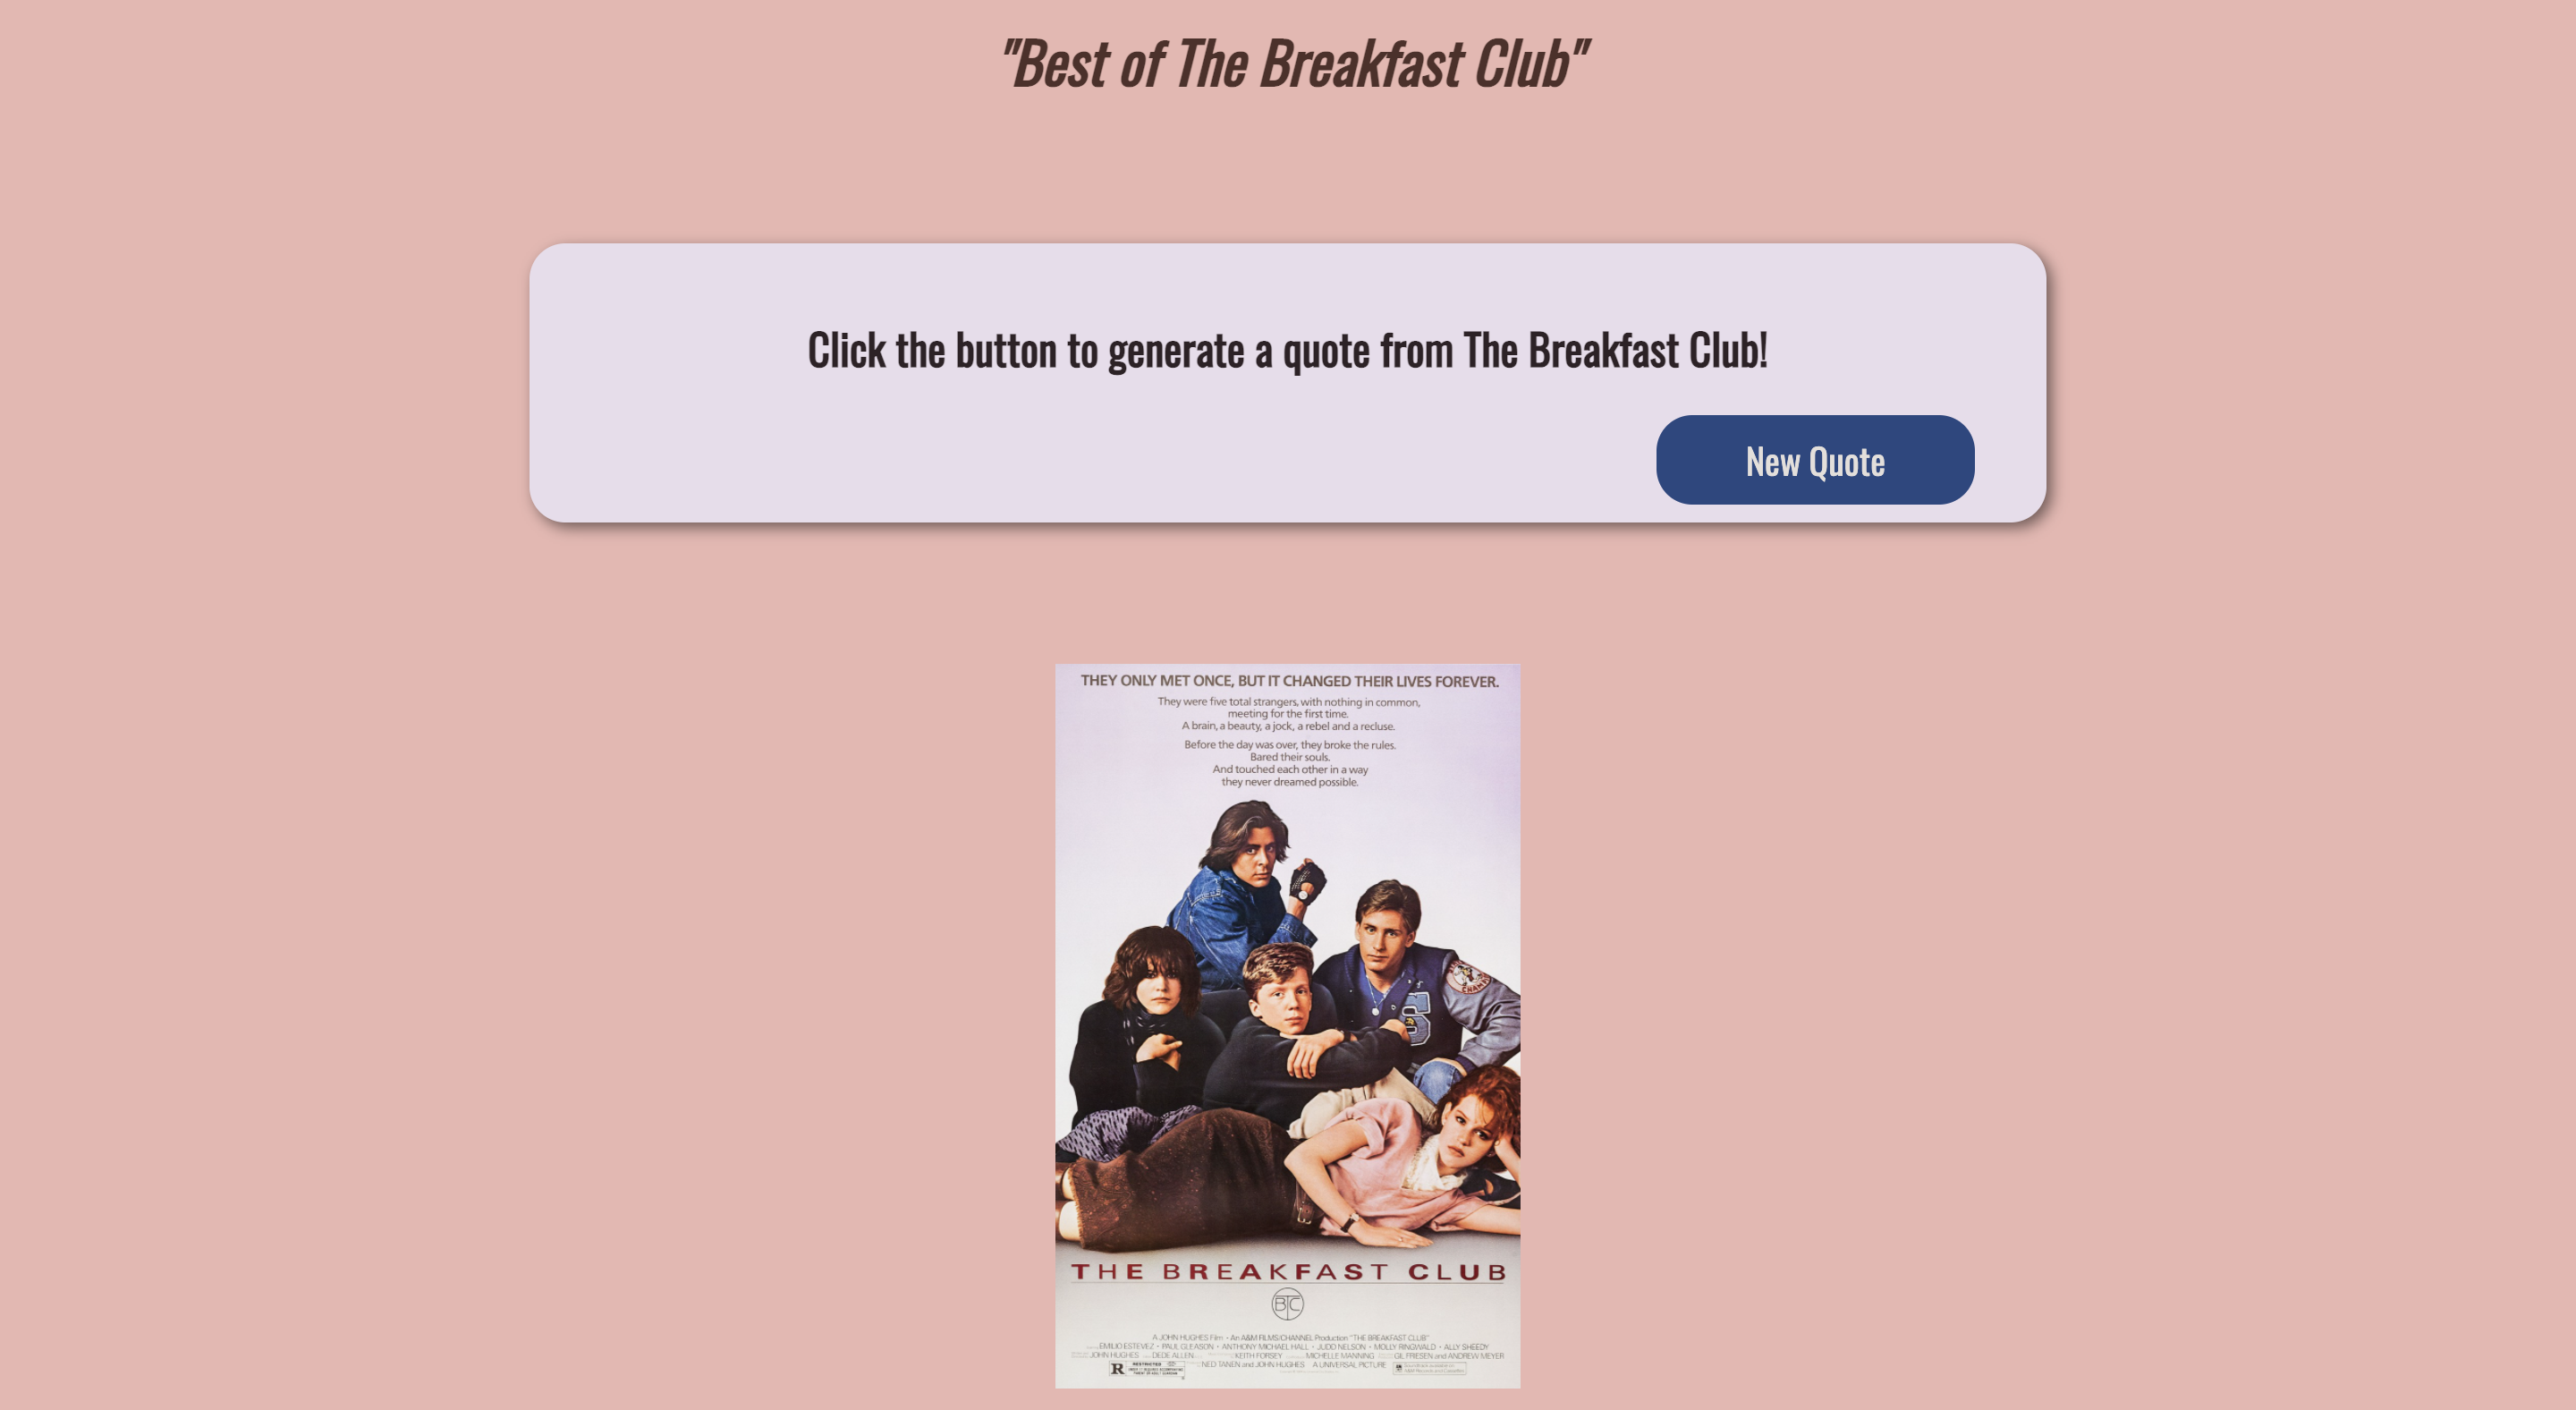 "Best of The Breakfast Club"
Click the button to generate a quote from The Breakfast Club!
New Quote
THEY ONLY MET ONCE, BUT IT CHANGED THEIR LIVES FOREVER.
They were five total strangers, with nothing in common,
meeting for the first time.
A brain, a beauty, a jock, a rebel and a recluse.
Before the day was over, they broke the rules.
Bared their souls.
And touched each other in a way
they never dreamed possible.
CHAMP
S
THE BREAKFAST CLUB
BTC
A JOHN HUGHES Film • An A&M FILMS/CHANNEL Production "THE BREAKFAST CLUB"
EMILIO ESTEVEZ • PAUL GLEASON • ANTHONY MICHAEL HALL • JUDD NELSON • MOLLY RINGWALD • ALLY SHEEDY
JOHN HUGHES DEDE ALLEN KEITH FORSEY MICHELLE MANNING GIL FRIESEN and ANDREW MEYER
R RESTRICTED NED TANEN and JOHN HUGHES A UNIVERSAL PICTURE